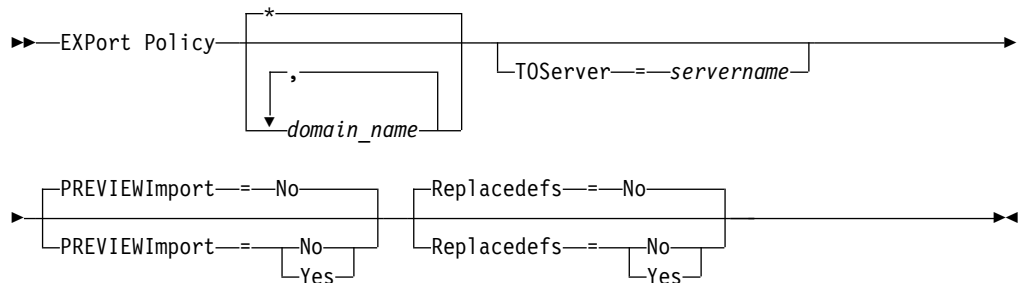 *
EXPort Policy
TOServer = servername
,
domain_name
PREVIEWImport = No
Replacedefs = No
PREVIEWImport = No
Yes
Replacedefs = No
Yes